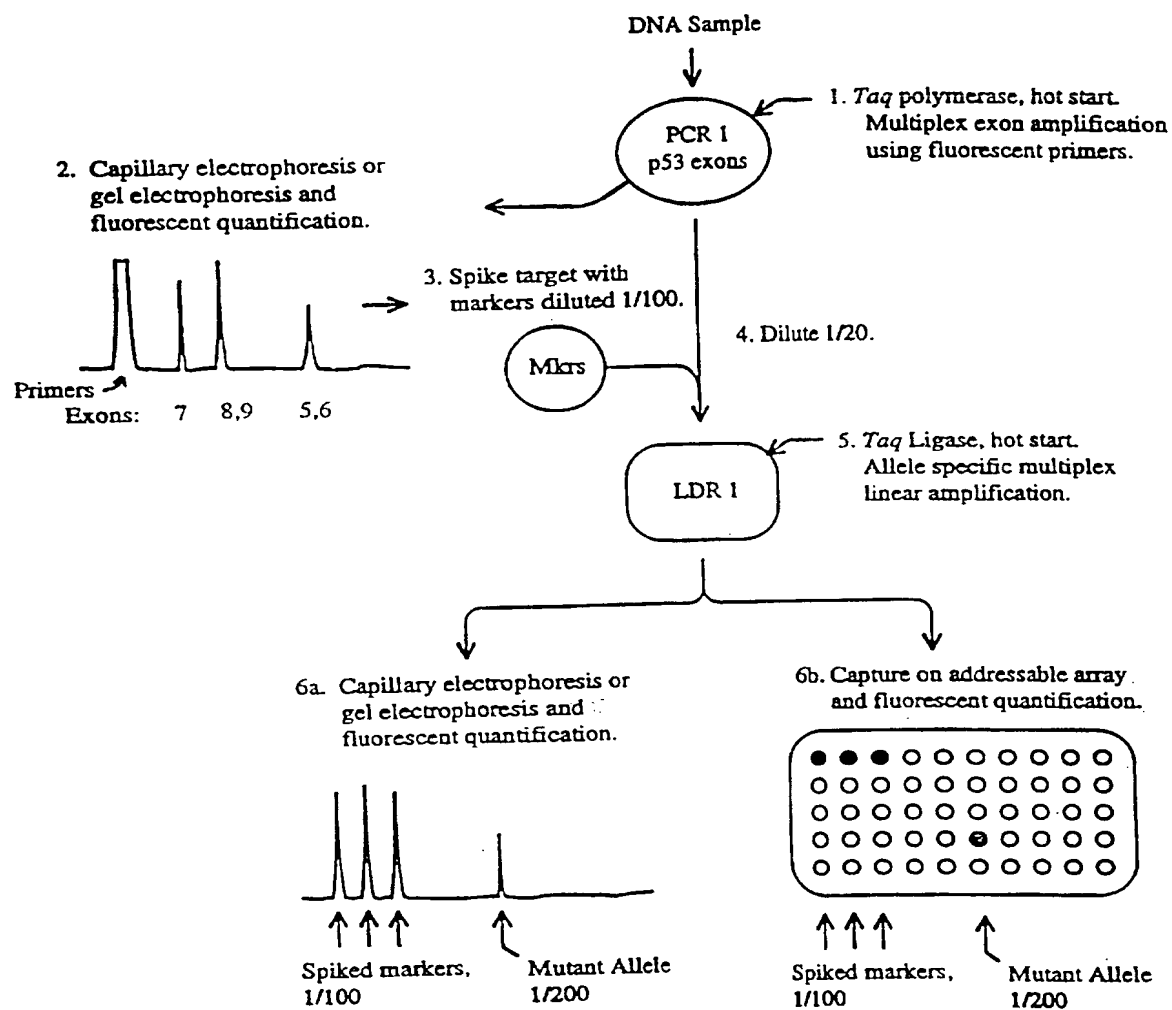 DNA Sample
1. Taq polymerase, hot start.
Multiplex exon amplification
using fluorescent primers.
PCR 1
p53 exons
2. Capillary electrophoresis or
gel electrophoresis and
fluorescent quantification.
3. Spike target with
markers diluted 1/100.
4. Dilute 1/20.
Mkrs
Primers
Exons: 7 8,9 5,6
5. Taq Ligase, hot start.
Allele specific multiplex
linear amplification.
LDR 1
6a. Capillary electrophoresis or
gel electrophoresis and
fluorescent quantification.
6b. Capture on addressable array
and fluorescent quantification.
Spiked markers,
1/100
Mutant Allele
1/200
Spiked markers,
1/100
Mutant Allele
1/200